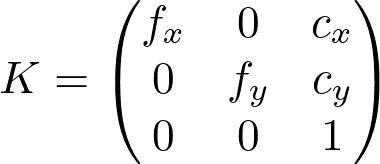 f_x 0 c_x
K = 0 f_y c_y
0 0 1